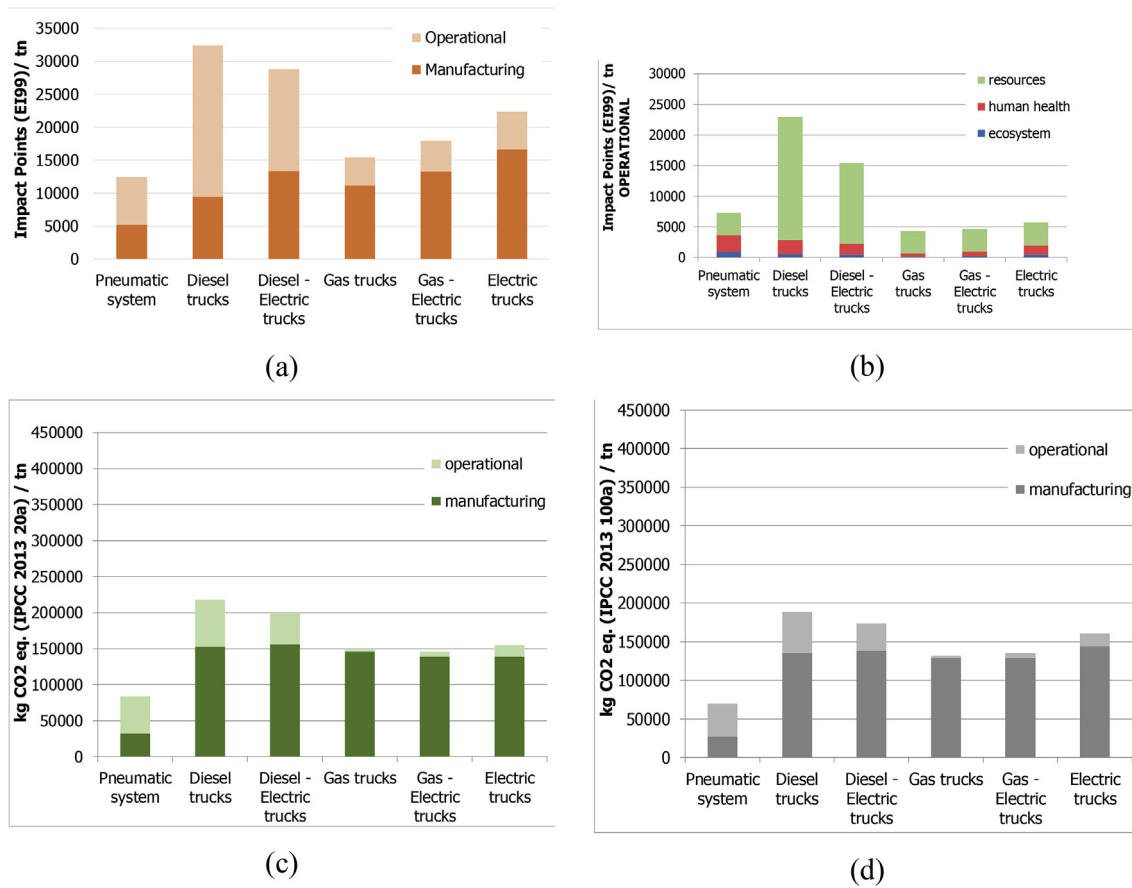 Impact Points (EI99)/ tn
35000
30000
25000
20000
15000
10000
5000
0
Operational
Manufacturing
Pneumatic
system
Diesel
trucks
Diesel -
Electric
trucks
Gas trucks
Gas -
Electric
trucks
Electric
trucks
(a)
Impact Points (EI99)/ tn
OPERATIONAL
30000
25000
20000
15000
10000
5000
0
resources
human health
ecosystem
Pneumatic
system
Diesel
trucks
Diesel -
Electric
trucks
Gas
trucks
Gas -
Electric
trucks
Electric
trucks
(b)
kg CO2 eq. (IPCC 2013 20a) / tn
450000
400000
350000
300000
250000
200000
150000
100000
50000
0
operational
manufacturing
Pneumatic
system
Diesel
trucks
Diesel -
Electric
trucks
Gas trucks
Gas -
Electric
trucks
Electric
trucks
(c)
kg CO2 eq. (IPCC 2013 100a) / tn
450000
400000
350000
300000
250000
200000
150000
100000
50000
0
operational
manufacturing
Pneumatic
system
Diesel
trucks
Diesel -
Electric
trucks
Gas trucks
Gas -
Electric
trucks
Electric
trucks
(d)